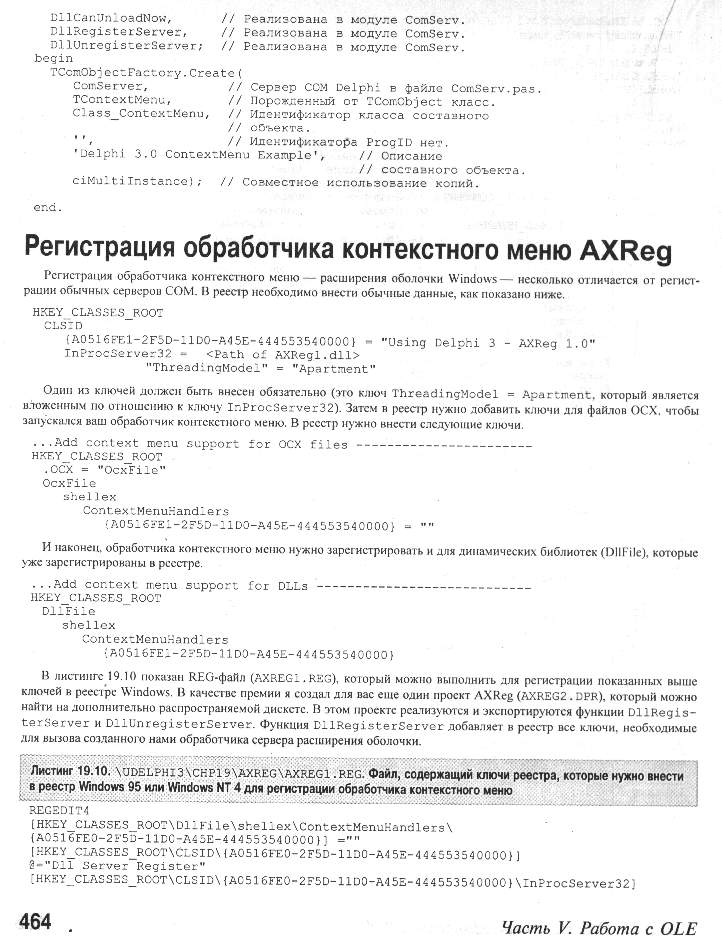 DllCanUnloadNow, // Реализована в модуле ComServ.
DllRegisterServer, // Реализована в модуле ComServ.
DllUnregisterServer; // Реализована в модуле ComServ.
begin
TComObjectFactory.Create(
ComServer, // Сервер COM Delphi в файле ComServ.pas.
TContextMenu, // Порожденный от TComObject класс.
Class_ContextMenu, // Идентификатор класса составного
// объекта.
'', // Идентификатора ProgID нет.
'Delphi 3.0 ContextMenu Example', // Описание
// составного объекта.
ciMultiInstance); // Совместное использование копий.
end.
Регистрация обработчика контекстного меню AXReg
Регистрация обработчика контекстного меню — расширения оболочки Windows — несколько отличается от регист-
рации обычных серверов COM. В реестр необходимо внести обычные данные, как показано ниже.
HKEY_CLASSES_ROOT
CLSID
{A0516FE1-2F5D-11D0-A45E-444553540000} = "Using Delphi 3 - AXReg 1.0"
InProcServer32 = <Path of AXReg1.dll>
"ThreadingModel" = "Apartment"
Один из ключей должен быть внесен обязательно (это ключ ThreadingModel = Apartment, который является
вложенным по отношению к ключу InProcServer32). Затем в реестр нужно добавить ключи для файлов OCX, чтобы
запускался ваш обработчик контекстного меню. В реестр нужно внести следующие ключи.
...Add context menu support for OCX files -----------------------
HKEY_CLASSES_ROOT
.OCX = "OcxFile"
OcxFile
shellex
ContextMenuHandlers
{A0516FE1-2F5D-11D0-A45E-444553540000} = ""
И наконец, обработчика контекстного меню нужно зарегистрировать и для динамических библиотек (DllFile), которые
уже зарегистрированы в реестре.
...Add context menu support for DLLs ----------------------------
HKEY_CLASSES_ROOT
DllFile
shellex
ContextMenuHandlers
{A0516FE1-2F5D-11D0-A45E-444553540000}
В листинге 19.10 показан REG-файл (AXREG1.REG), который можно выполнить для регистрации показанных выше
ключей в реестре Windows. В качестве премии я создал для вас еще один проект AXReg (AXREG2.DPR), который можно
найти на дополнительно распространяемой дискете. В этом проекте реализуются и экспортируются функции DllRegis-
terServer и DllUnregisterServer. Функция DllRegisterServer добавляет в реестр все ключи, необходимые
для вызова созданного нами обработчика сервера расширения оболочки.
Листинг 19.10. \UDELPHI3\CHP19\AXREG\AXREG1.REG. Файл, содержащий ключи реестра, которые нужно внести
в реестр Windows 95 или Windows NT 4 для регистрации обработчика контекстного меню
REGEDIT4
[HKEY_CLASSES_ROOT\DllFile\shellex\ContextMenuHandlers\
{A0516FE0-2F5D-11D0-A45E-444553540000}] =""
[HKEY_CLASSES_ROOT\CLSID\{A0516FE0-2F5D-11D0-A45E-444553540000}]
@="Dll Server Register"
[HKEY_CLASSES_ROOT\CLSID\{A0516FE0-2F5D-11D0-A45E-444553540000}\InProcServer32]
464
Часть V. Работа с OLE